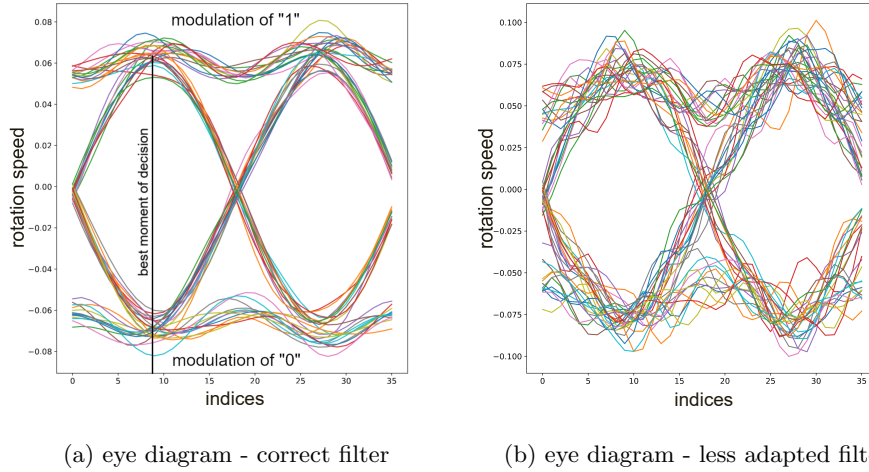 modulation of "1"
0.08
0.06
0.04
0.02
0.00
−0.02
−0.04
−0.06
−0.08
rotation speed
best moment of decision
modulation of "0"
0 5 10 15 20 25 30 35
indices
(a) eye diagram - correct filter
0.100
0.075
0.050
0.025
0.000
−0.025
−0.050
−0.075
−0.100
rotation speed
0 5 10 15 20 25 30 35
indices
(b) eye diagram - less adapted filt